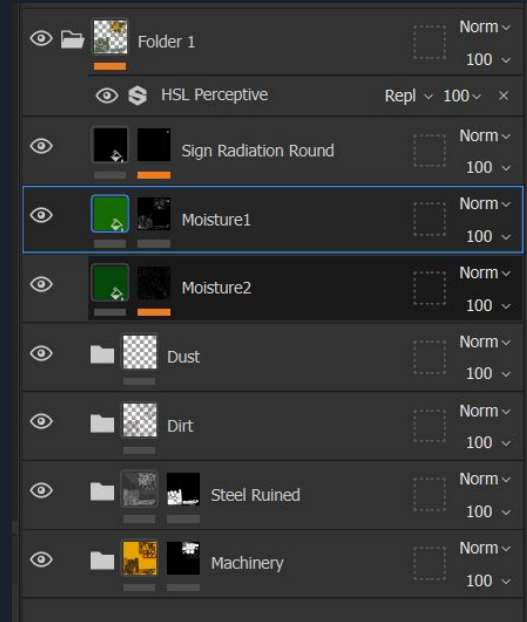 Norm
Folder 1
100
HSL Perceptive Repl 100 ×
Norm
Sign Radiation Round
100
Norm
Moisture1
100
Norm
Moisture2
100
Norm
Dust
100
Norm
Dirt
100
Norm
Steel Ruined
100
Norm
Machinery
100